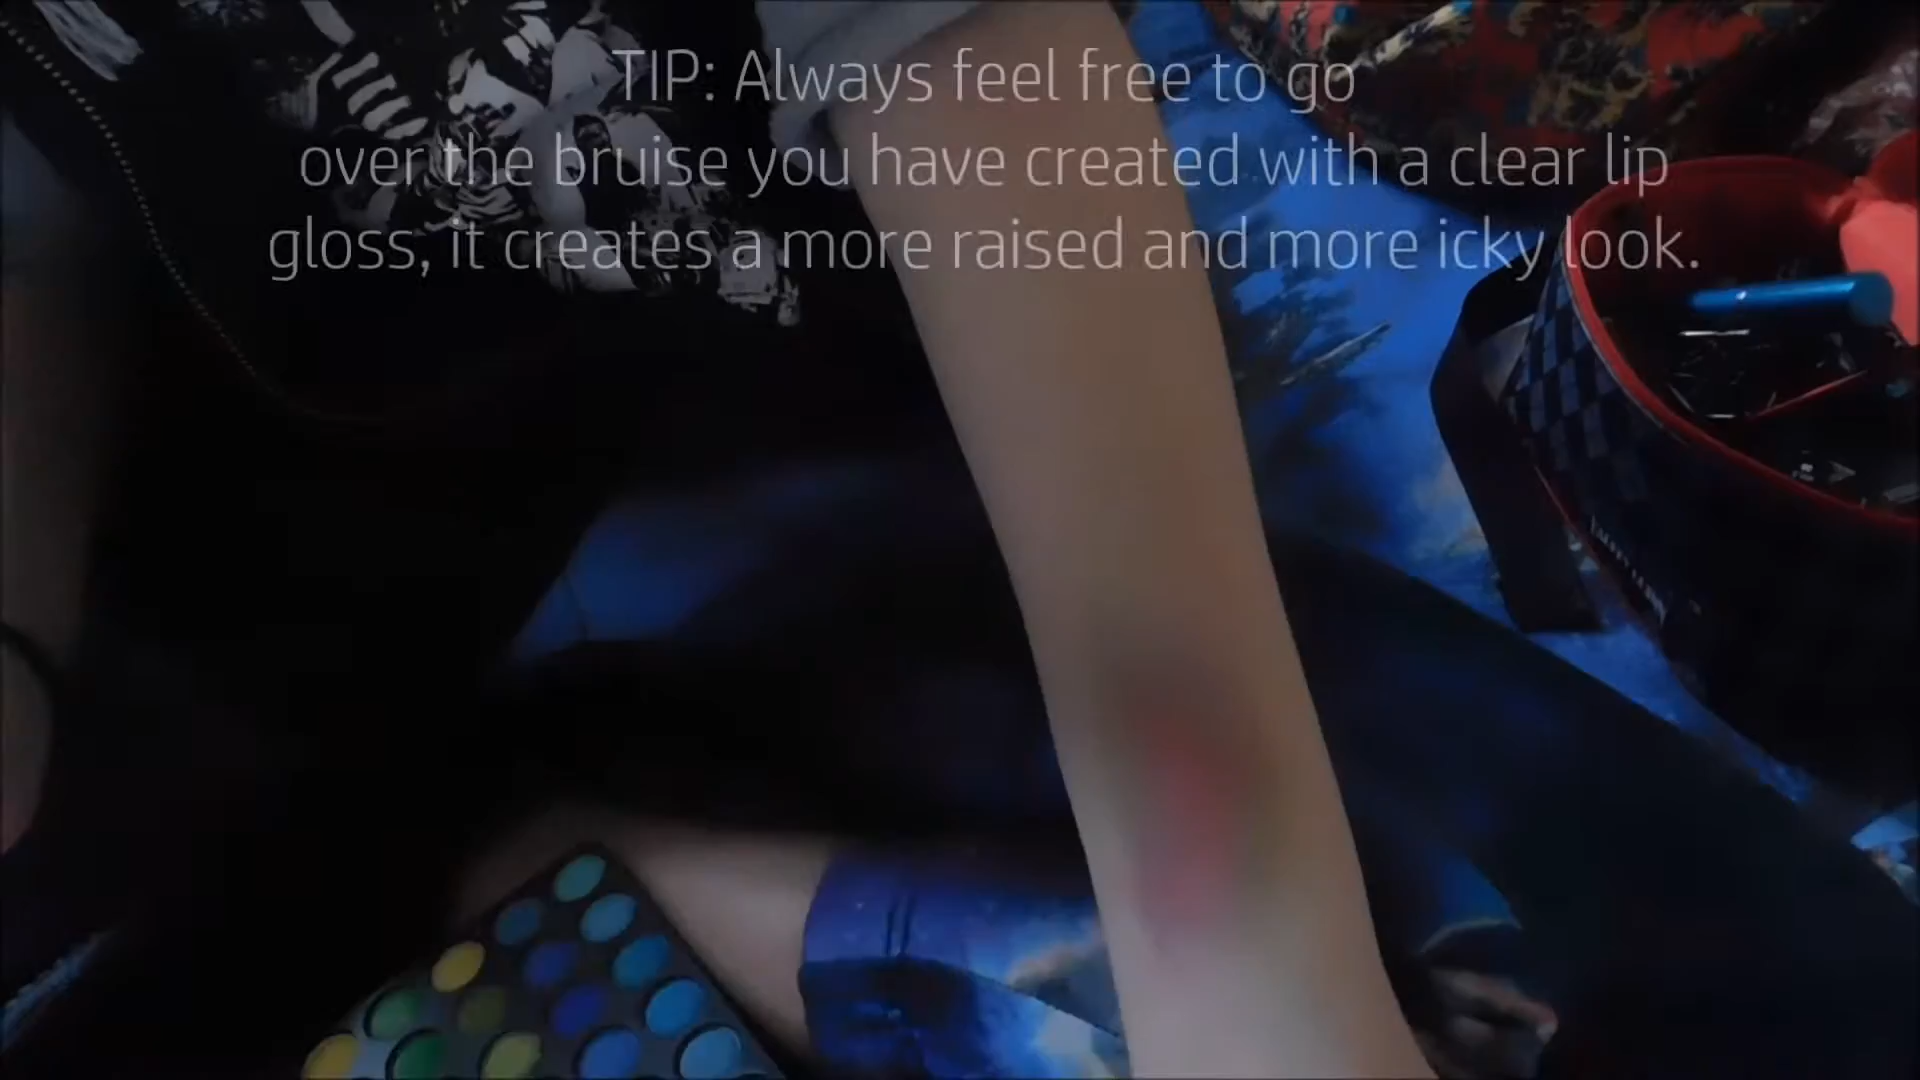 TIP: Always feel free to go
over the bruise you have created with a clear lip
gloss, it creates a more raised and more icky look.